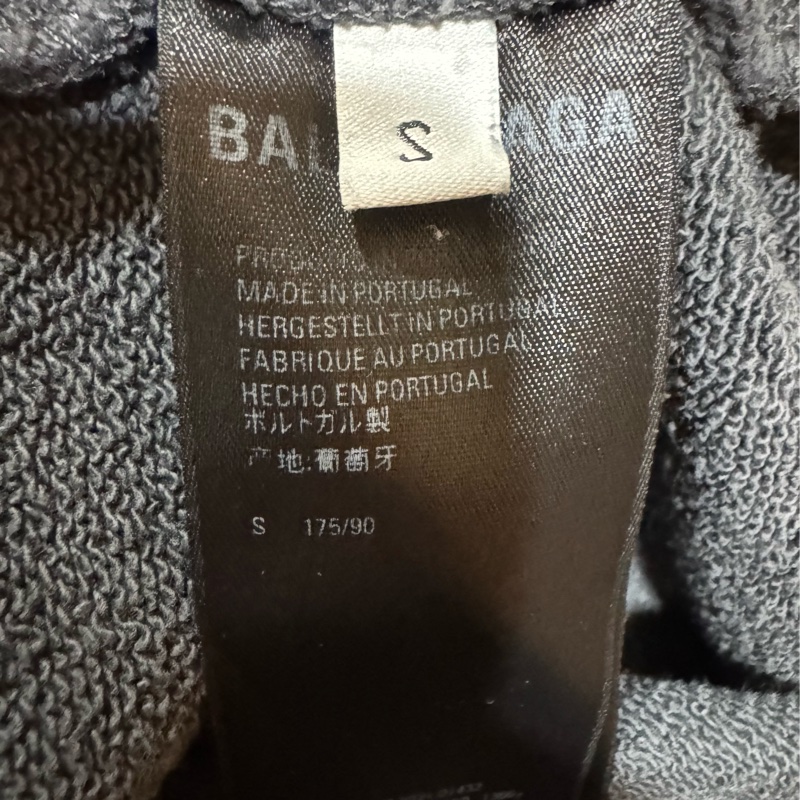 BAL AGA
S
MADE IN PORTUGAL
HERGESTELLT IN PORTUGAL
FABRIQUE AU PORTUGAL
HECHO EN PORTUGAL
ポルトガル製
产地:葡萄牙
S 175/90